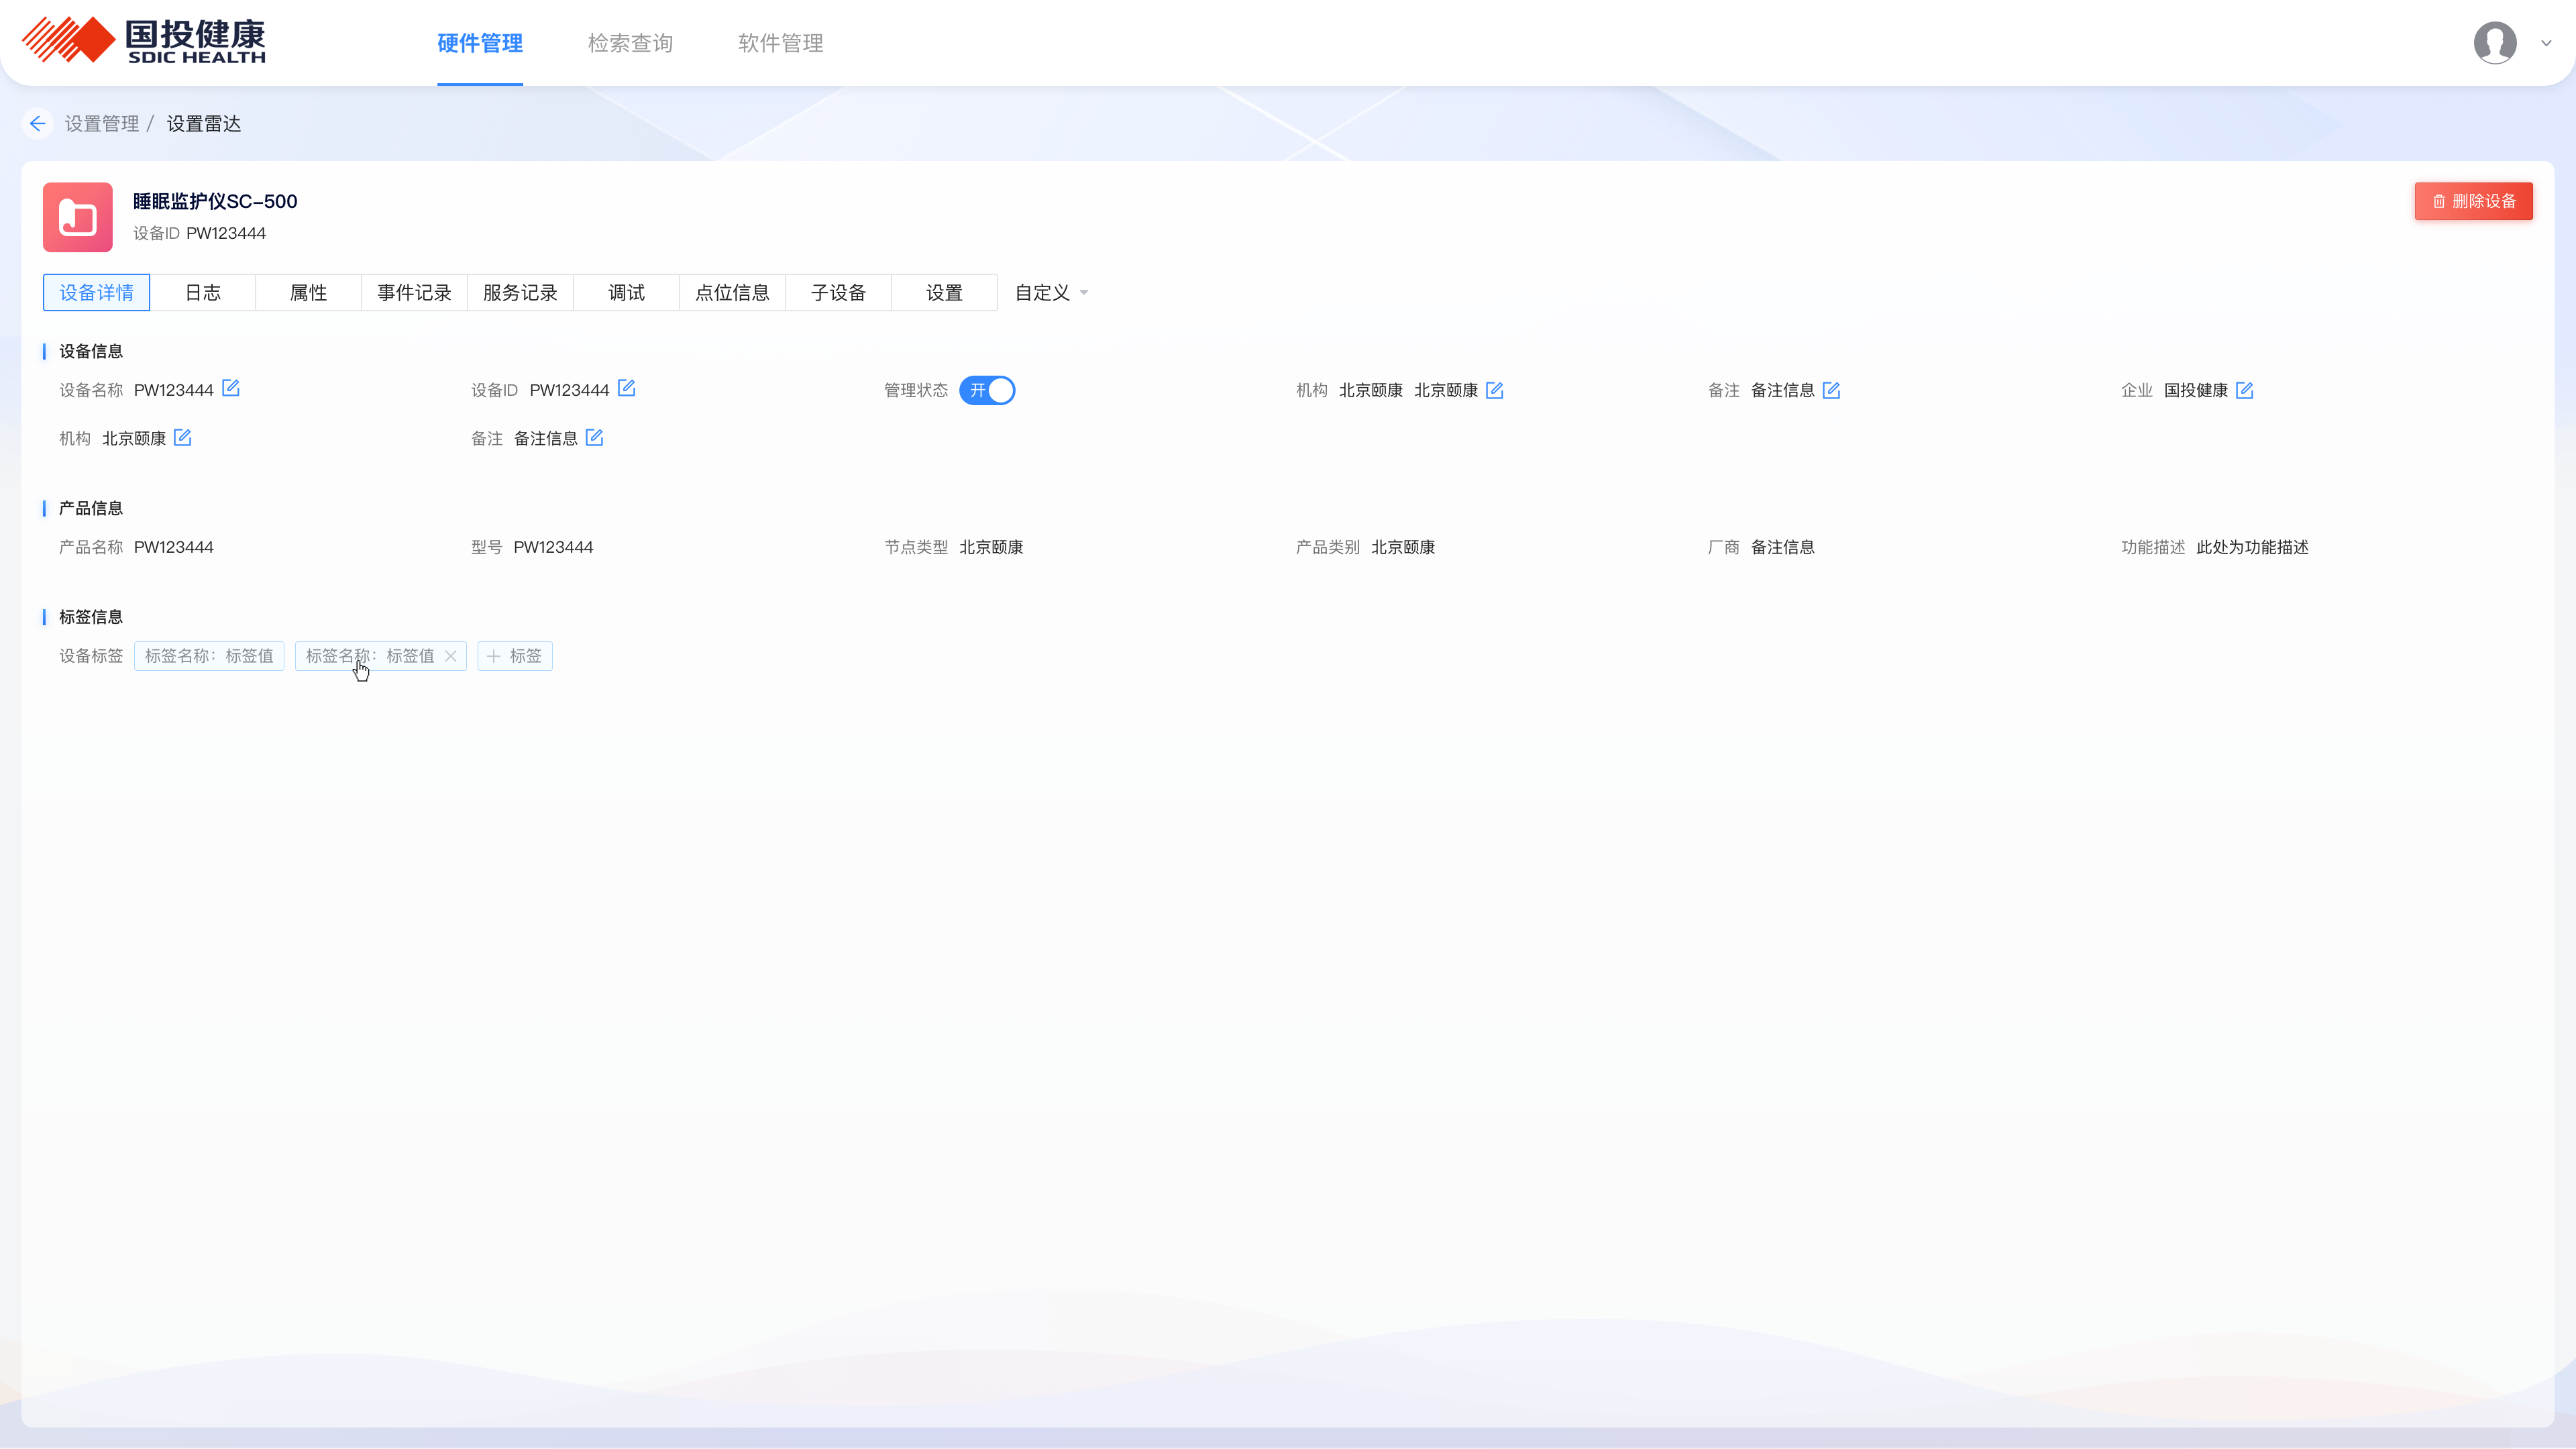 国投健康 硬件管理 检索查询 软件管理
SDIC HEALTH
设置管理 / 设置雷达
睡眠监护仪SC-500 删除设备
设备ID PW123444
设备详情 日志 属性 事件记录 服务记录 调试 点位信息 子设备 设置 自定义
设备信息
设备名称 PW123444 设备ID PW123444 管理状态 开 机构 北京颐康 北京颐康 备注 备注信息 企业 国投健康
机构 北京颐康 备注 备注信息
产品信息
产品名称 PW123444 型号 PW123444 节点类型 北京颐康 产品类别 北京颐康 厂商 备注信息 功能描述 此处为功能描述
标签信息
设备标签 标签名称：标签值 标签名称：标签值 标签